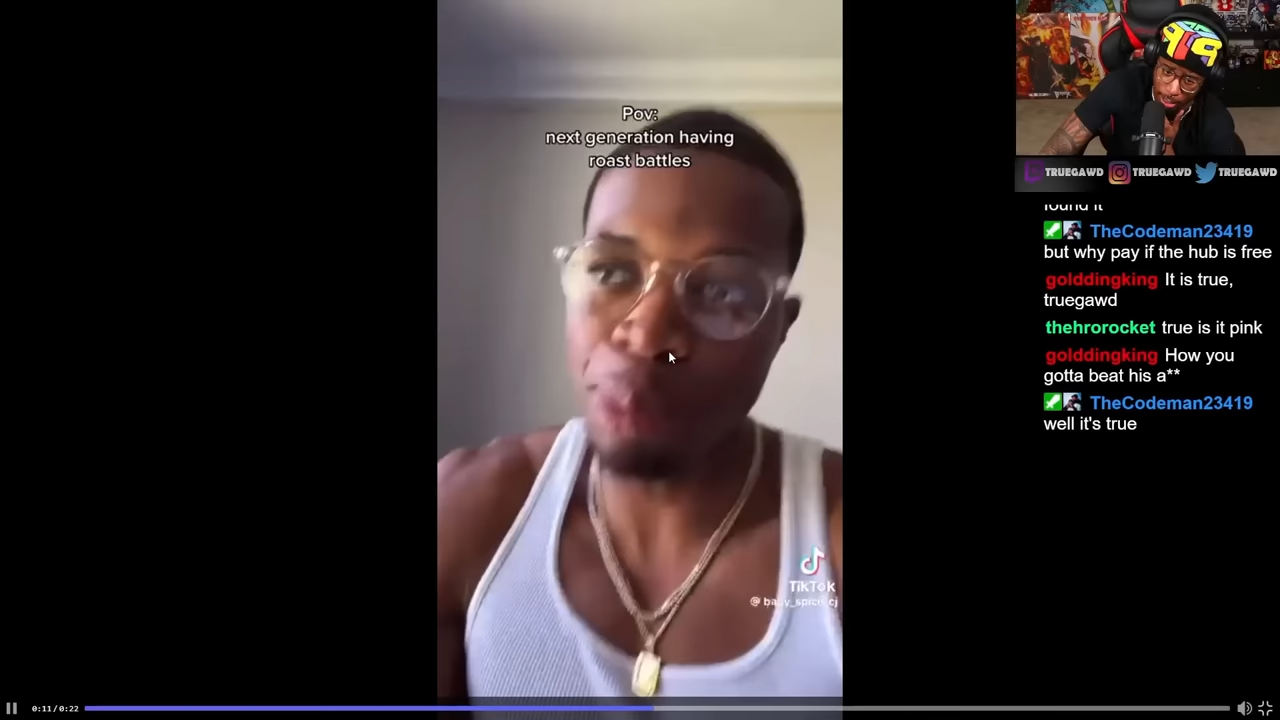 Pov:
next generation having
roast battles
TikTok
TRUEGAWD
TRUEGAWD
TRUEGAWD
found it
TheCodeman23419
but why pay if the hub is free
golddingking It is true,
truegawd
thehrorocket true is it pink
golddingking How you
gotta beat his a**
TheCodeman23419
well it's true
0:11/0:22